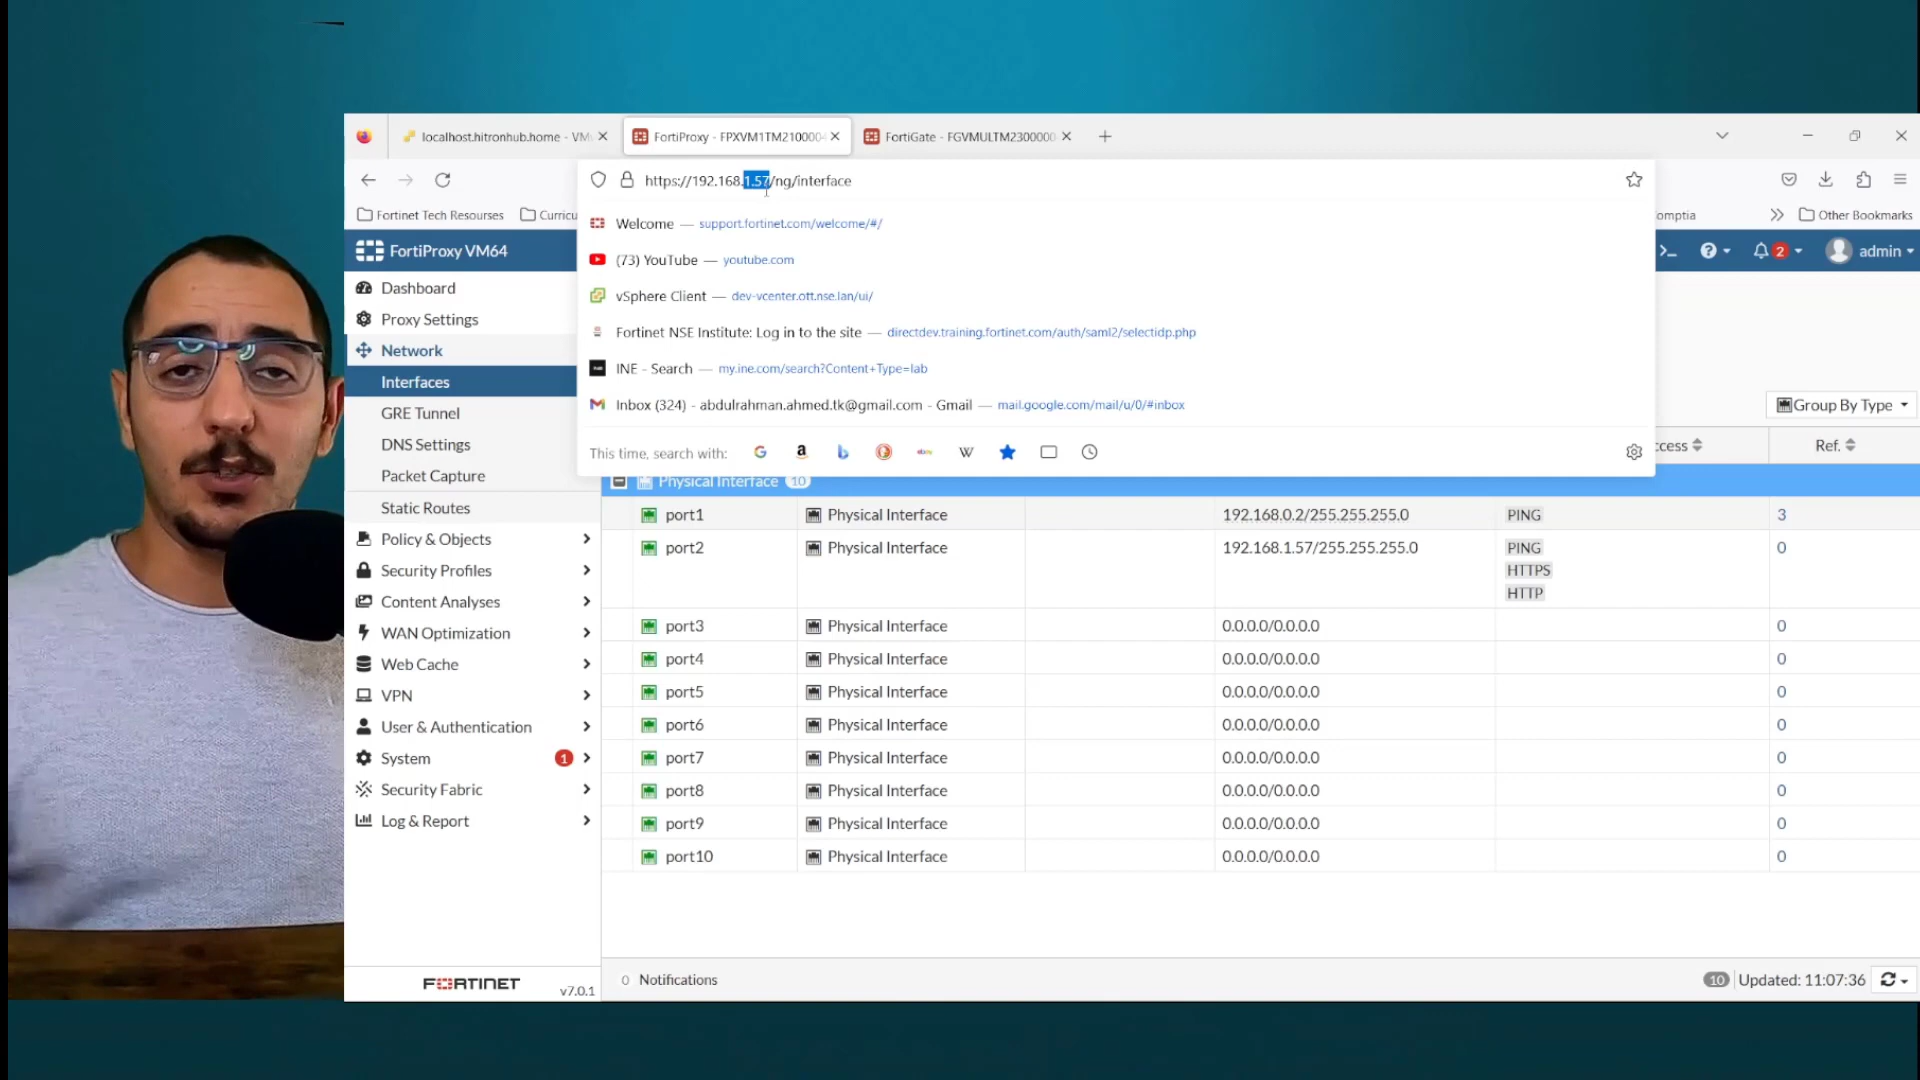 localhost.hitronhub.home - VM
FortiProxy - FPXVM1TM2100004
FortiGate - FGVMULTM2300000
https://192.168.1.57/ng/interface
Fortinet Tech Resourses
Curricu
omptia
Other Bookmarks
Welcome — support.fortinet.com/welcome/#/
(73) YouTube — youtube.com
vSphere Client — dev-vcenter.ott.nse.lan/ui/
Fortinet NSE Institute: Log in to the site — directdev.training.fortinet.com/auth/saml2/selectidp.php
INE - Search — my.ine.com/search?Content+Type=lab
Inbox (324) - abdulrahman.ahmed.tk@gmail.com - Gmail — mail.google.com/mail/u/0/#inbox
This time, search with:
FortiProxy VM64
>_
2
admin
Dashboard
Proxy Settings
Network
Interfaces
GRE Tunnel
DNS Settings
Packet Capture
Static Routes
Policy & Objects
Security Profiles
Content Analyses
WAN Optimization
Web Cache
VPN
User & Authentication
System 1
Security Fabric
Log & Report
FORTINET v7.0.1
Group By Type
ccess Ref.
Physical Interface 10
port1 Physical Interface 192.168.0.2/255.255.255.0 PING 3
port2 Physical Interface 192.168.1.57/255.255.255.0 PING 0
HTTPS
HTTP
port3 Physical Interface 0.0.0.0/0.0.0.0 0
port4 Physical Interface 0.0.0.0/0.0.0.0 0
port5 Physical Interface 0.0.0.0/0.0.0.0 0
port6 Physical Interface 0.0.0.0/0.0.0.0 0
port7 Physical Interface 0.0.0.0/0.0.0.0 0
port8 Physical Interface 0.0.0.0/0.0.0.0 0
port9 Physical Interface 0.0.0.0/0.0.0.0 0
port10 Physical Interface 0.0.0.0/0.0.0.0 0
0 Notifications
10 Updated: 11:07:36